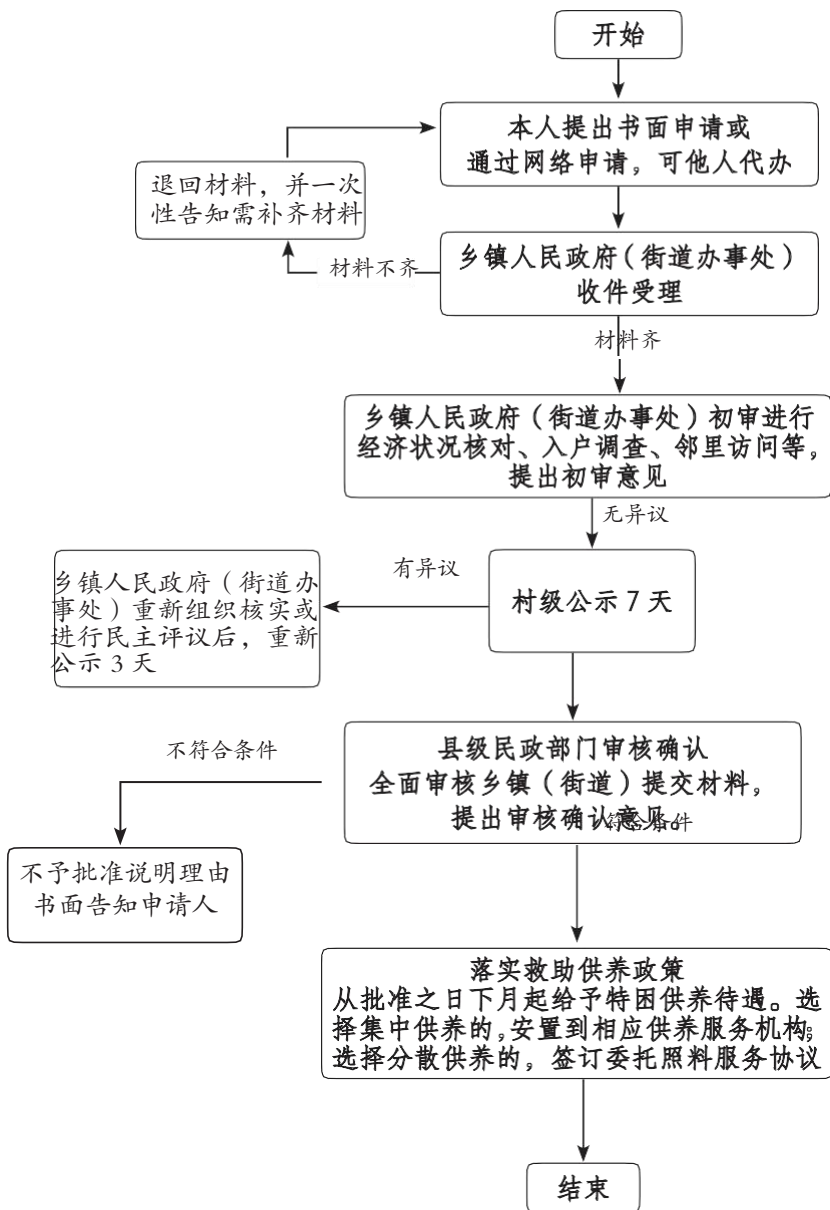 开始
本人提出书面申请或
通过网络申请，可他人代办
退回材料，并一次
性告知需补齐材料
材料不齐
乡镇人民政府（街道办事处）
收件受理
材料齐
乡镇人民政府（街道办事处）初审进行
经济状况核对、入户调查、邻里访问等，
提出初审意见
无异议
有异议
村级公示 7 天
乡镇人民政府（街道办
事处）重新组织核实或
进行民主评议后，重新
公示 3 天
不符合条件
县级民政部门审核确认
全面审核乡镇（街道）提交材料，
提出审核确认意见。
符合条件
不予批准说明理由
书面告知申请人
落实救助供养政策
从批准之日下月起给予特困供养待遇。选
择集中供养的，安置到相应供养服务机构；
选择分散供养的，签订委托照料服务协议
结束